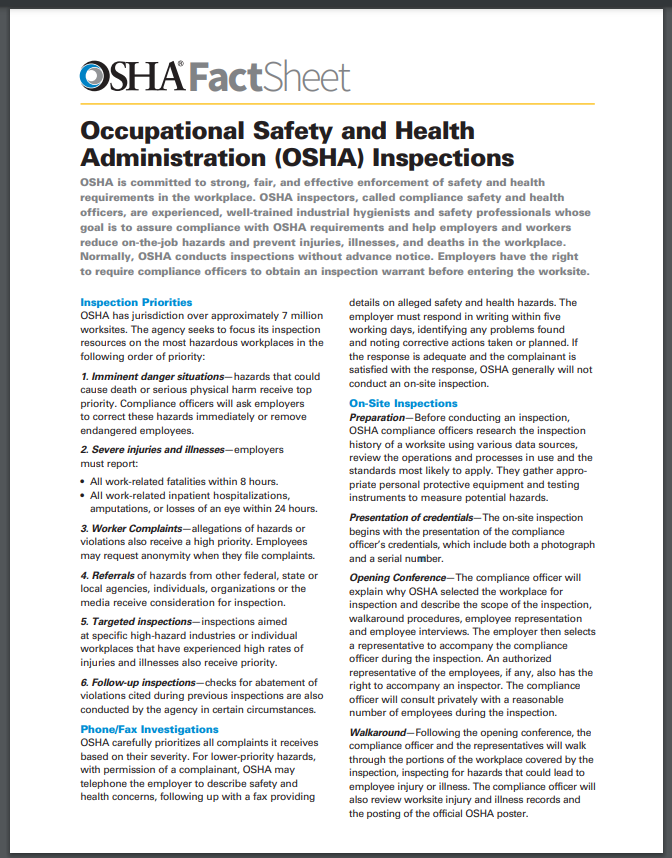 OSHA® FactSheet
Occupational Safety and Health
Administration (OSHA) Inspections
OSHA is committed to strong, fair, and effective enforcement of safety and health
requirements in the workplace. OSHA inspectors, called compliance safety and health
officers, are experienced, well-trained industrial hygienists and safety professionals whose
goal is to assure compliance with OSHA requirements and help employers and workers
reduce on-the-job hazards and prevent injuries, illnesses, and deaths in the workplace.
Normally, OSHA conducts inspections without advance notice. Employers have the right
to require compliance officers to obtain an inspection warrant before entering the worksite.
Inspection Priorities
OSHA has jurisdiction over approximately 7 million
worksites. The agency seeks to focus its inspection
resources on the most hazardous workplaces in the
following order of priority:
1. Imminent danger situations—hazards that could
cause death or serious physical harm receive top
priority. Compliance officers will ask employers
to correct these hazards immediately or remove
endangered employees.
2. Severe injuries and illnesses—employers
must report:
• All work-related fatalities within 8 hours.
• All work-related inpatient hospitalizations,
amputations, or losses of an eye within 24 hours.
3. Worker Complaints—allegations of hazards or
violations also receive a high priority. Employees
may request anonymity when they file complaints.
4. Referrals of hazards from other federal, state or
local agencies, individuals, organizations or the
media receive consideration for inspection.
5. Targeted inspections—inspections aimed
at specific high-hazard industries or individual
workplaces that have experienced high rates of
injuries and illnesses also receive priority.
6. Follow-up inspections—checks for abatement of
violations cited during previous inspections are also
conducted by the agency in certain circumstances.
Phone/Fax Investigations
OSHA carefully prioritizes all complaints it receives
based on their severity. For lower-priority hazards,
with permission of a complainant, OSHA may
telephone the employer to describe safety and
health concerns, following up with a fax providing
details on alleged safety and health hazards. The
employer must respond in writing within five
working days, identifying any problems found
and noting corrective actions taken or planned. If
the response is adequate and the complainant is
satisfied with the response, OSHA generally will not
conduct an on-site inspection.
On-Site Inspections
Preparation—Before conducting an inspection,
OSHA compliance officers research the inspection
history of a worksite using various data sources,
review the operations and processes in use and the
standards most likely to apply. They gather appro-
priate personal protective equipment and testing
instruments to measure potential hazards.
Presentation of credentials—The on-site inspection
begins with the presentation of the compliance
officer's credentials, which include both a photograph
and a serial number.
Opening Conference—The compliance officer will
explain why OSHA selected the workplace for
inspection and describe the scope of the inspection,
walkaround procedures, employee representation
and employee interviews. The employer then selects
a representative to accompany the compliance
officer during the inspection. An authorized
representative of the employees, if any, also has the
right to accompany an inspector. The compliance
officer will consult privately with a reasonable
number of employees during the inspection.
Walkaround—Following the opening conference, the
compliance officer and the representatives will walk
through the portions of the workplace covered by the
inspection, inspecting for hazards that could lead to
employee injury or illness. The compliance officer will
also review worksite injury and illness records and
the posting of the official OSHA poster.